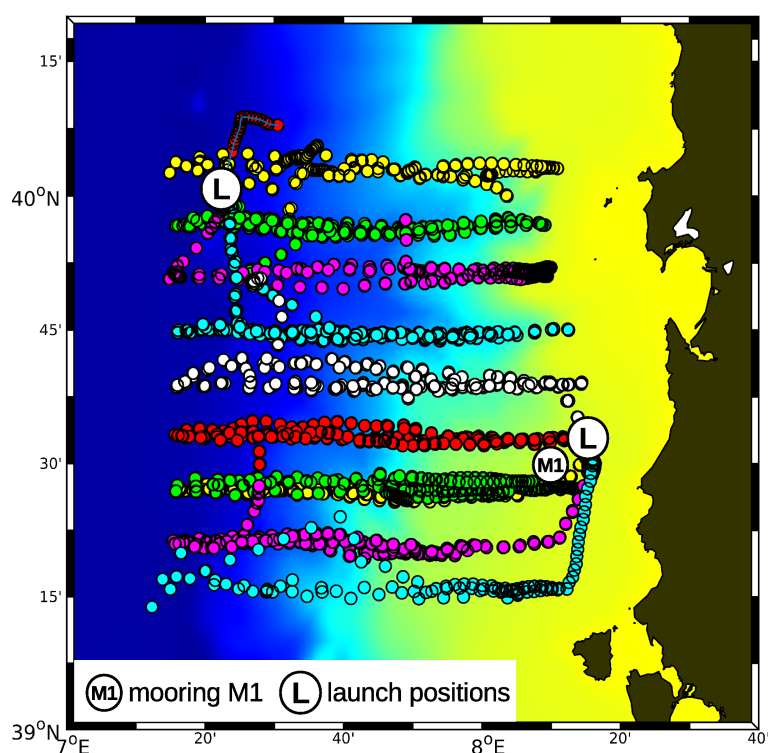 15'
L
40°N
45'
L
M1
30'
15'
M1 mooring M1 L launch positions
39°N
7°E 20' 40' 8°E 20' 40'